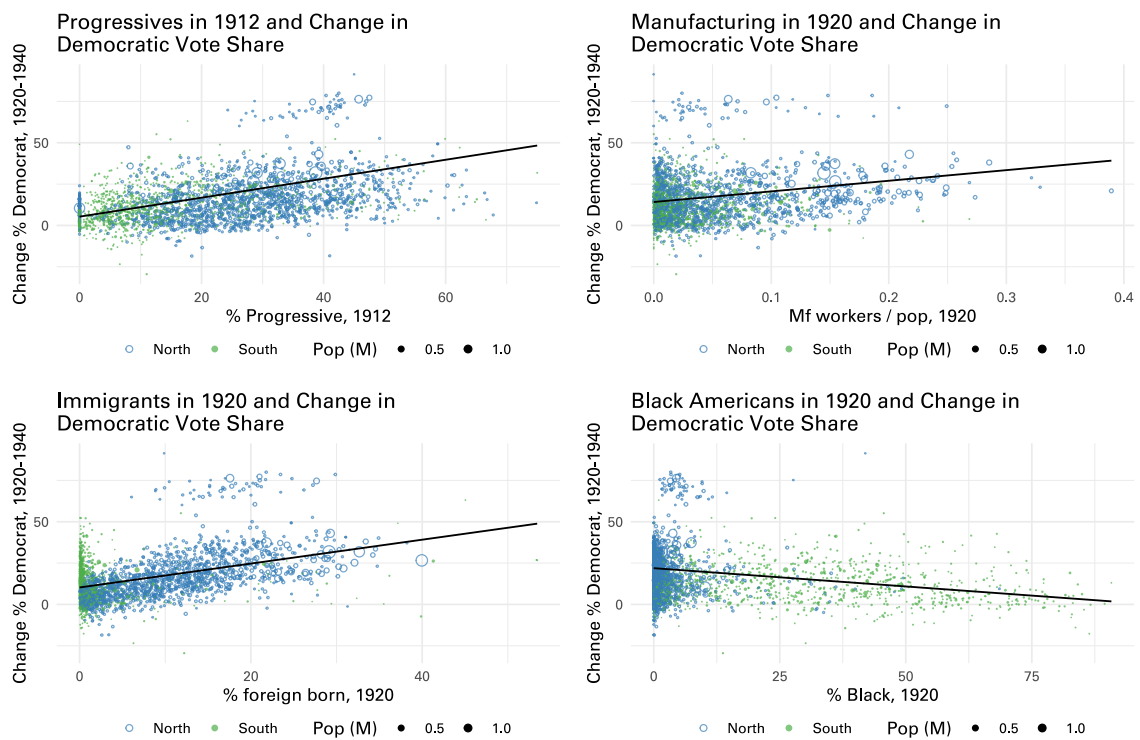 Progressives in 1912 and Change in
Democratic Vote Share
Change % Democrat, 1920-1940
50
0
0
20
40
60
% Progressive, 1912
North
South
Pop (M)
0.5
1.0
Manufacturing in 1920 and Change in
Democratic Vote Share
Change % Democrat, 1920-1940
50
0
0.0
0.1
0.2
0.3
0.4
Mf workers / pop, 1920
North
South
Pop (M)
0.5
1.0
Immigrants in 1920 and Change in
Democratic Vote Share
Change % Democrat, 1920-1940
50
0
0
20
40
% foreign born, 1920
North
South
Pop (M)
0.5
1.0
Black Americans in 1920 and Change in
Democratic Vote Share
Change % Democrat, 1920-1940
50
0
0
25
50
75
% Black, 1920
North
South
Pop (M)
0.5
1.0